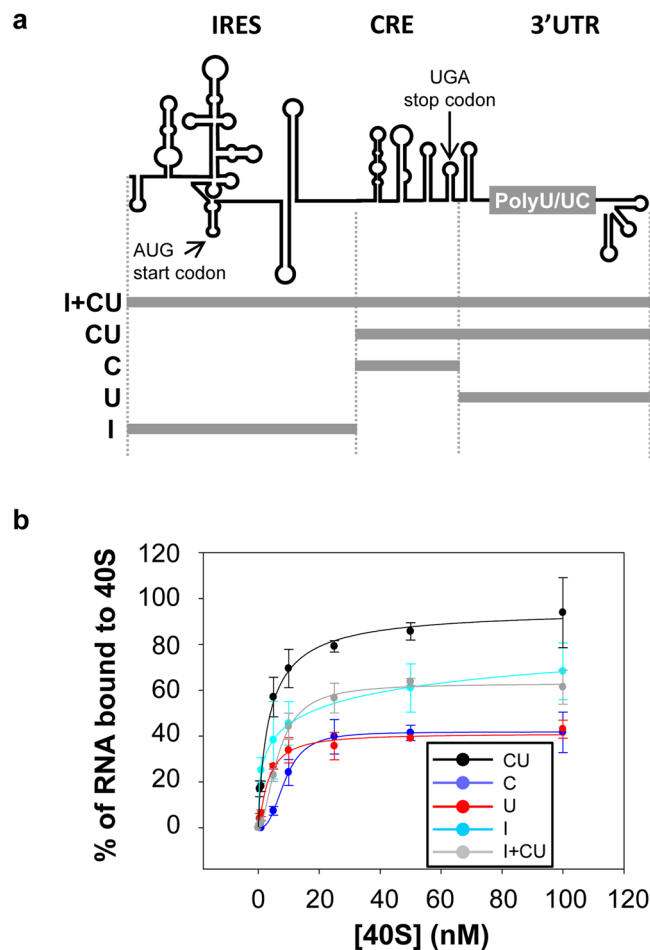 a
IRES CRE 3'UTR
UGA
stop codon
PolyU/UC
AUG
start codon
I+CU
CU
C
U
I
b
% of RNA bound to 40S
120
100
80
60
40
20
0
CU
C
U
I
I+CU
0 20 40 60 80 100 120
[40S] (nM)